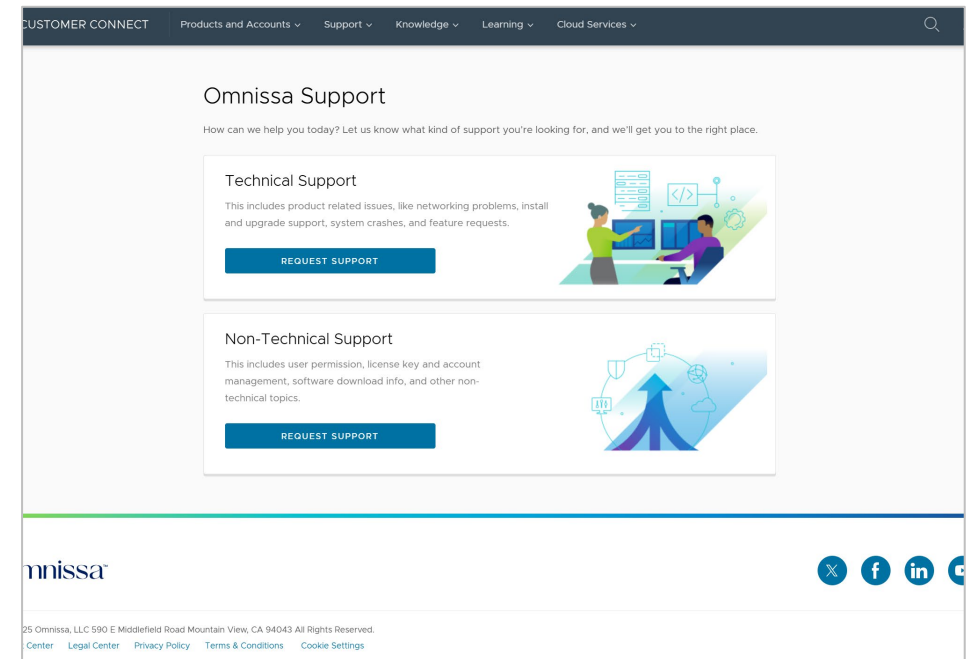 CUSTOMER CONNECT Products and Accounts Support Knowledge Learning Cloud Services
Omnissa Support
How can we help you today? Let us know what kind of support you're looking for, and we'll get you to the right place.
Technical Support
This includes product related issues, like networking problems, install
and upgrade support, system crashes, and feature requests.
REQUEST SUPPORT
</>
Non-Technical Support
This includes user permission, license key and account
management, software download info, and other non-
technical topics.
REQUEST SUPPORT
mnissa™
25 Omnissa, LLC 590 E Middlefield Road Mountain View, CA 94043 All Rights Reserved.
Center Legal Center Privacy Policy Terms & Conditions Cookie Settings